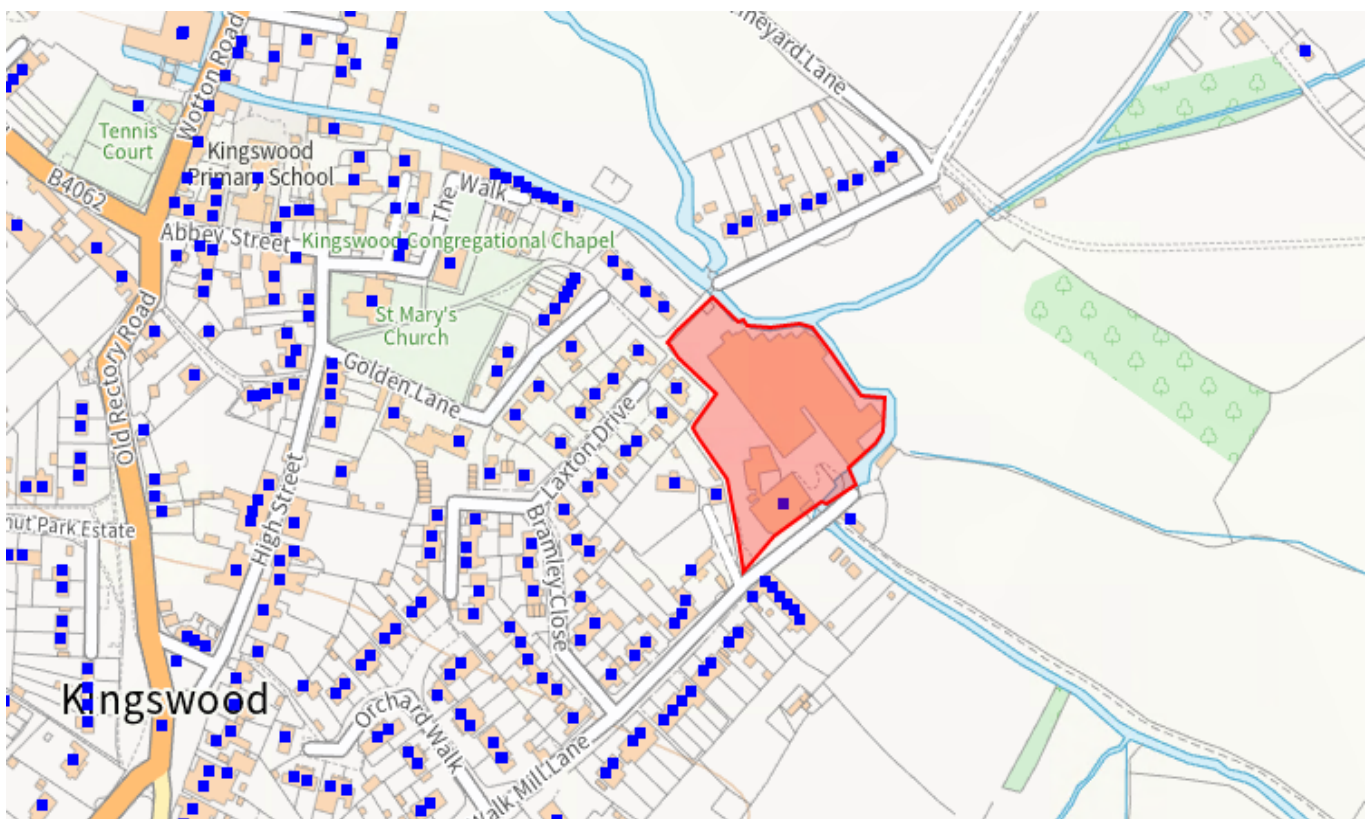 nneyard Lane
Wotton Road
Tennis
Court
B4062
Kingswood
Primary School
The
Walk
Abbey Street
Kingswood Congregational Chapel
St Mary's
Church
Golden Lane
Old Rectory Road
High Street
Laxton Drive
Bramley Close
nut Park Estate
Kingswood
Orchard Walk
Walk Mill Lane